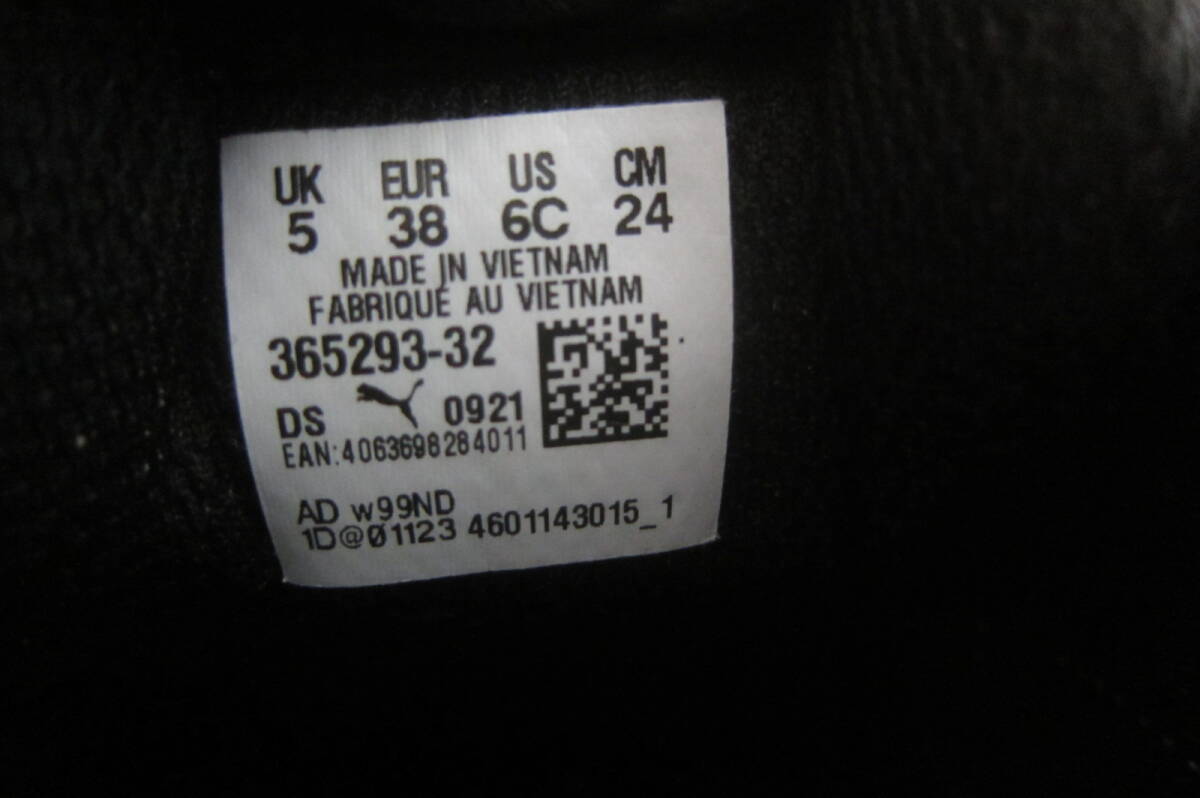 UK EUR US CM
5 38 6C 24
MADE IN VIETNAM
FABRIQUE AU VIETNAM
365293-32
DS 0921
EAN:4063698284011
AD w99ND
1D@Ø1123 4601143015_1